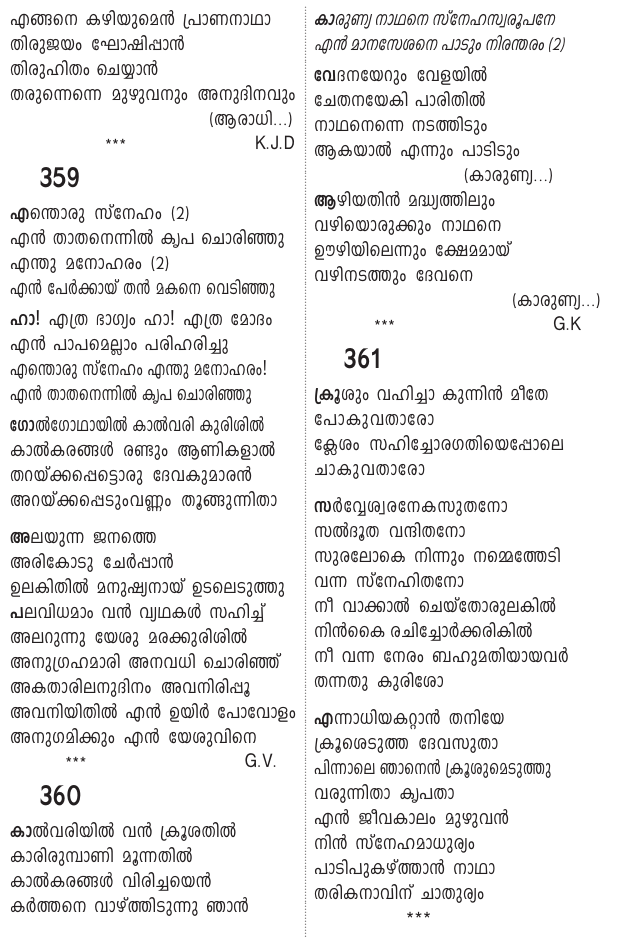 എങ്ങനെ കഴിയുമെൻ പ്രാണനാഥാ
തിരുജയം ഘോഷിപ്പാൻ
തിരുഹിതം ചെയ്യാൻ
തരുന്നെന്നെ മുഴുവനും അനുദിനവും
(ആരാധി...)
*** K.J.D
359
എന്തൊരു സ്നേഹം (2)
എൻ താതനെന്നിൽ കൃപ ചൊരിഞ്ഞു
എന്തു മനോഹരം (2)
എൻ പേർക്കായ് തൻ മകനെ വെടിഞ്ഞു
ഹാ! എത്ര ഭാഗ്യം ഹാ! എത്ര മോദം
എൻ പാപമെല്ലാം പരിഹരിച്ചു
എന്തൊരു സ്നേഹം എന്തു മനോഹരം!
എൻ താതനെന്നിൽ കൃപ ചൊരിഞ്ഞു
ഗോൽഗോഥായിൽ കാൽവരി കുരിശിൽ
കാൽകരങ്ങൾ രണ്ടും ആണികളാൽ
തറയ്ക്കപ്പെട്ടൊരു ദേവകുമാരൻ
അറയ്ക്കപ്പെടുംവണ്ണം തൂങ്ങുന്നിതാ
അലയുന്ന ജനത്തെ
അരികോടു ചേർപ്പാൻ
ഉലകിതിൽ മനുഷ്യനായ് ഉടലെടുത്തു
പലവിധമാം വൻ വ്യഥകൾ സഹിച്ച്
അലറുന്നു യേശു മരക്കുരിശിൽ
അനുഗ്രഹമാരി അനവധി ചൊരിഞ്ഞ്
അകതാരിലനുദിനം അവനിരിപ്പൂ
അവനിയിതിൽ എൻ ഉയിർ പോവോളം
അനുഗമിക്കും എൻ യേശുവിനെ
*** G.V.
360
കാൽവരിയിൽ വൻ ക്രൂശതിൽ
കാരിരുമ്പാണി മൂന്നതിൽ
കാൽകരങ്ങൾ വിരിച്ചയെൻ
കർത്തനെ വാഴ്ത്തിടുന്നു ഞാൻ
കാരുണ്യ നാഥനെ സ്നേഹസ്വരൂപനേ
എൻ മാനസേശനെ പാടും നിരന്തരം (2)
വേദനയേറും വേളയിൽ
ചേതനയേകി പാരിതിൽ
നാഥനെന്നെ നടത്തിടും
ആകയാൽ എന്നും പാടിടും
(കാരുണ്യ...)
ആഴിയതിൻ മദ്ധ്യത്തിലും
വഴിയൊരുക്കും നാഥനെ
ഊഴിയിലെന്നും ക്ഷേമമായ്
വഴിനടത്തും ദേവനെ
(കാരുണ്യ...)
*** G.K
361
ക്രൂശും വഹിച്ചാ കുന്നിൻ മീതേ
പോകുവതാരോ
ക്ലേശം സഹിച്ചോരഗതിയെപ്പോലെ
ചാകുവതാരോ
സർവ്വേശ്വരനേകസുതനോ
സൽദൂത വന്ദിതനോ
സുരലോകെ നിന്നും നമ്മെത്തേടി
വന്ന സ്നേഹിതനോ
നീ വാക്കാൽ ചെയ്തോരുലകിൽ
നിൻകൈ രചിച്ചോർക്കരികിൽ
നീ വന്ന നേരം ബഹുമതിയായവർ
തന്നതു കുരിശോ
എന്നാധിയകറ്റാൻ തനിയേ
ക്രൂശെടുത്ത ദേവസുതാ
പിന്നാലെ ഞാനെൻ ക്രൂശുമെടുത്തു
വരുന്നിതാ കൃപതാ
എൻ ജീവകാലം മുഴുവൻ
നിൻ സ്നേഹമാധുര്യം
പാടിപുകഴ്ത്താൻ നാഥാ
തരികനാവിന് ചാതുര്യം
***